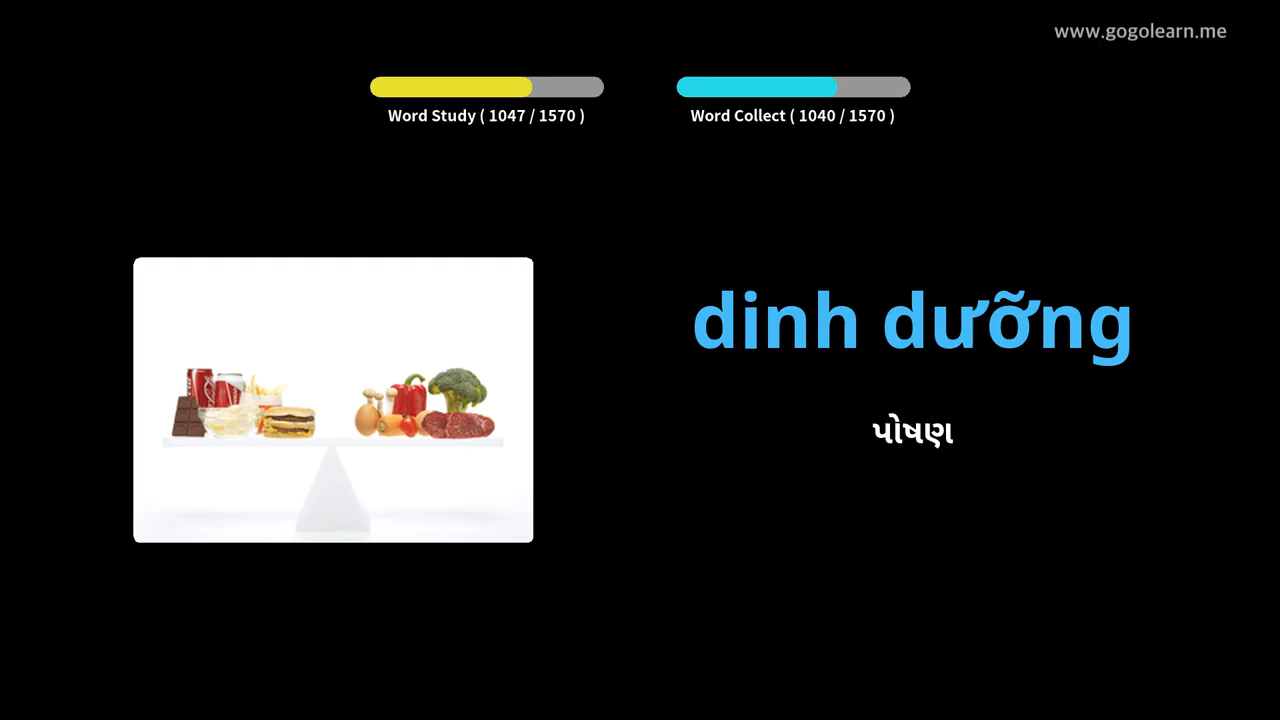 www.gogolearn.me
Word Study ( 1047 / 1570 )
Word Collect ( 1040 / 1570 )
dinh dưỡng
પોષણ